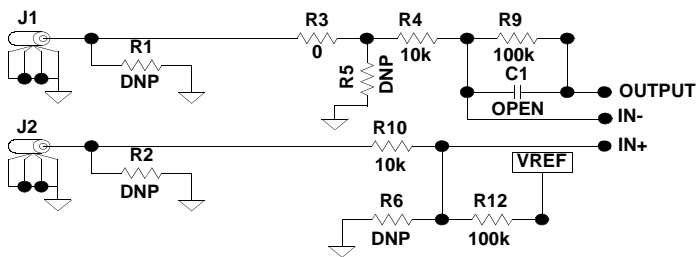 J1
R1
DNP
R3
0
R5
DNP
R4
10k
R9
100k
C1
OPEN
OUTPUT
IN-
J2
R2
DNP
R10
10k
IN+
VREF
R6
DNP
R12
100k